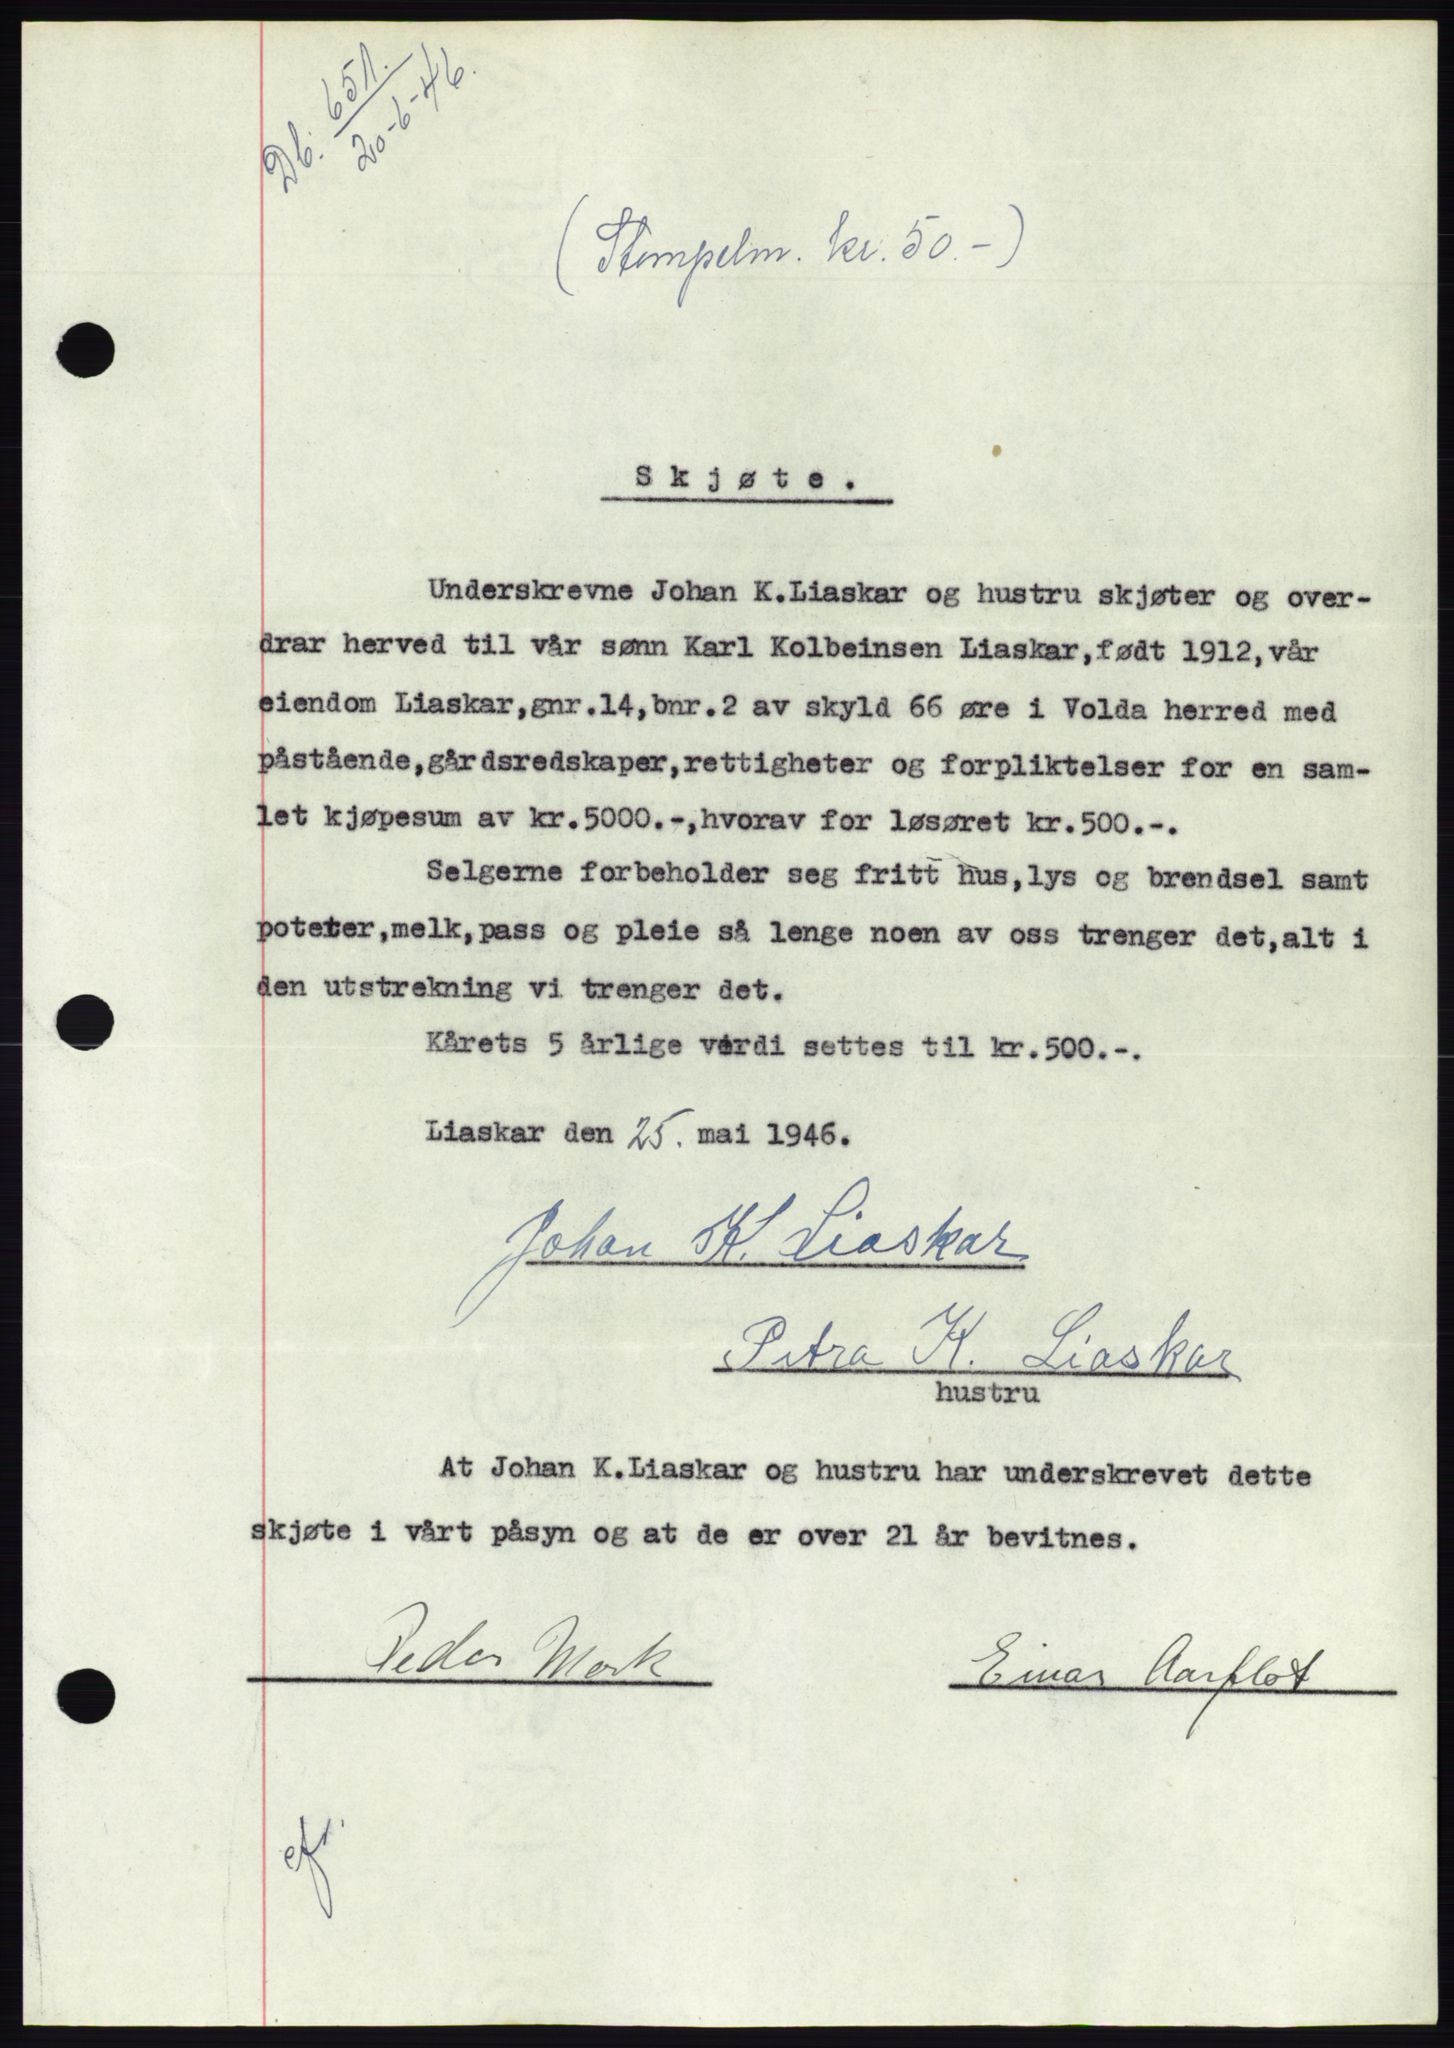 Db. 651.
20-6-46.
(Stempelm. kr. 50.-)
Skjøte.
Underskrevne Johan K.Liaskar og hustru skjøter og over-
drar herved til vår sønn Karl Kolbeinsen Liaskar,født 1912,vår
eiendom Liaskar,gnr.14,bnr.2 av skyld 66 øre i Volda herred med
påstående,gårdsredskaper,rettigheter og forpliktelser for en sam-
let kjøpesum av kr.5000.-,hvorav for løsøret kr.500.-.
Selgerne forbeholder seg fritt hus,lys og brendsel samt
poteter,melk,pass og pleie så lenge noen av oss trenger det,alt i
den utstrekning vi trenger det.
Kårets 5 årlige verdi settes til kr.500.-.
Liaskar den 25. mai 1946.
Johan K. Liaskar
Petra K. Liaskar
hustru
At Johan K.Liaskar og hustru har underskrevet dette
skjøte i vårt påsyn og at de er over 21 år bevitnes.
Peder Mork Einar Aarflot